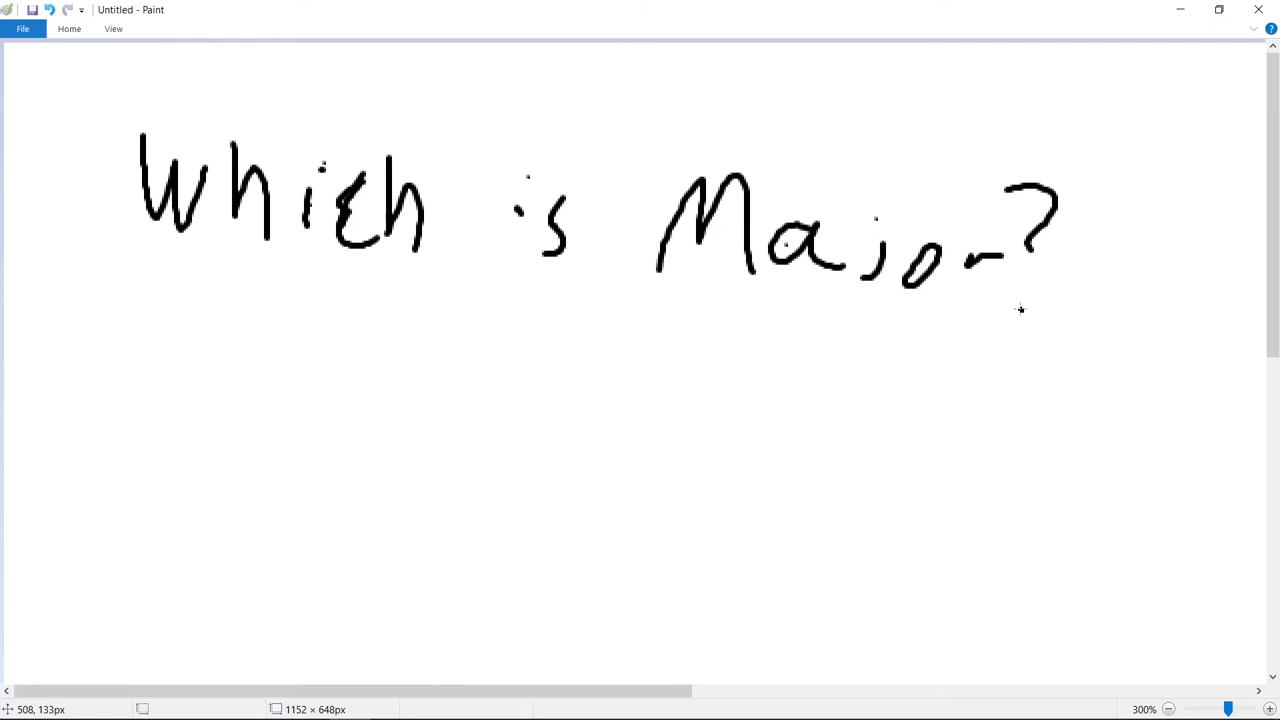 Untitled - Paint
File Home View
Which is Major?
508, 133px 1152 × 648px 300%